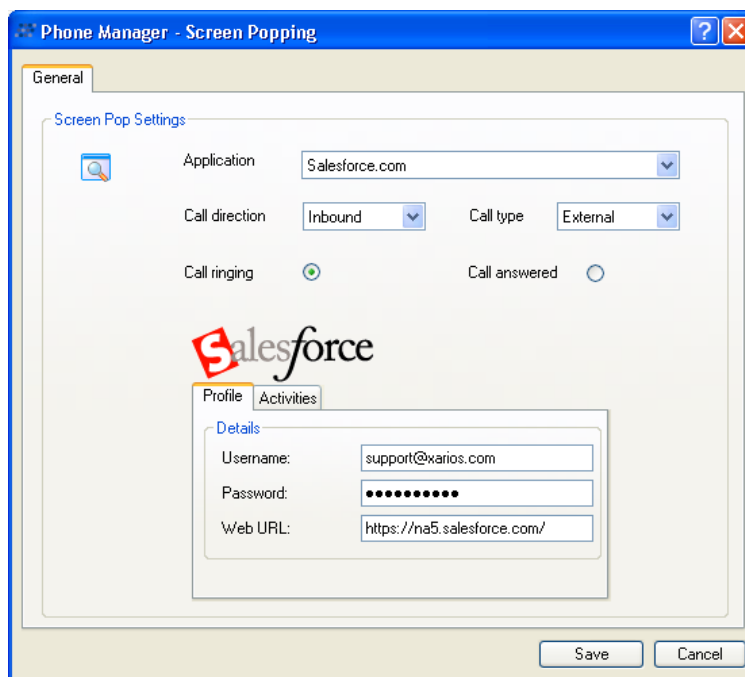 Phone Manager - Screen Popping
General
Screen Pop Settings
Application Salesforce.com
Call direction Inbound Call type External
Call ringing Call answered
Salesforce
Profile Activities
Details
Username: support@xarios.com
Password: ●●●●●●●●●●
Web URL: https://na5.salesforce.com/
Save Cancel